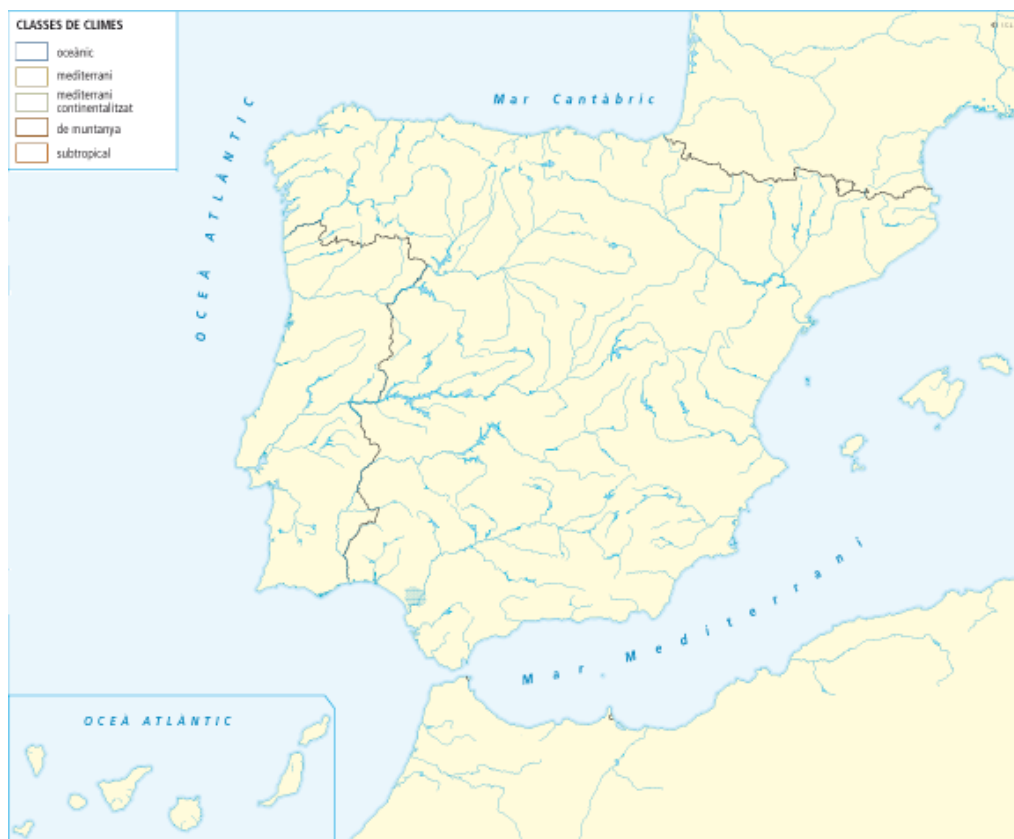 CLASSES DE CLIMES
oceànic
mediterrani
mediterrani
continentalitzat
de muntanya
subtropical
Mar Cantàbric
OCEÀ ATLÀNTIC
Mar Mediterrani
OCEÀ ATLÀNTIC